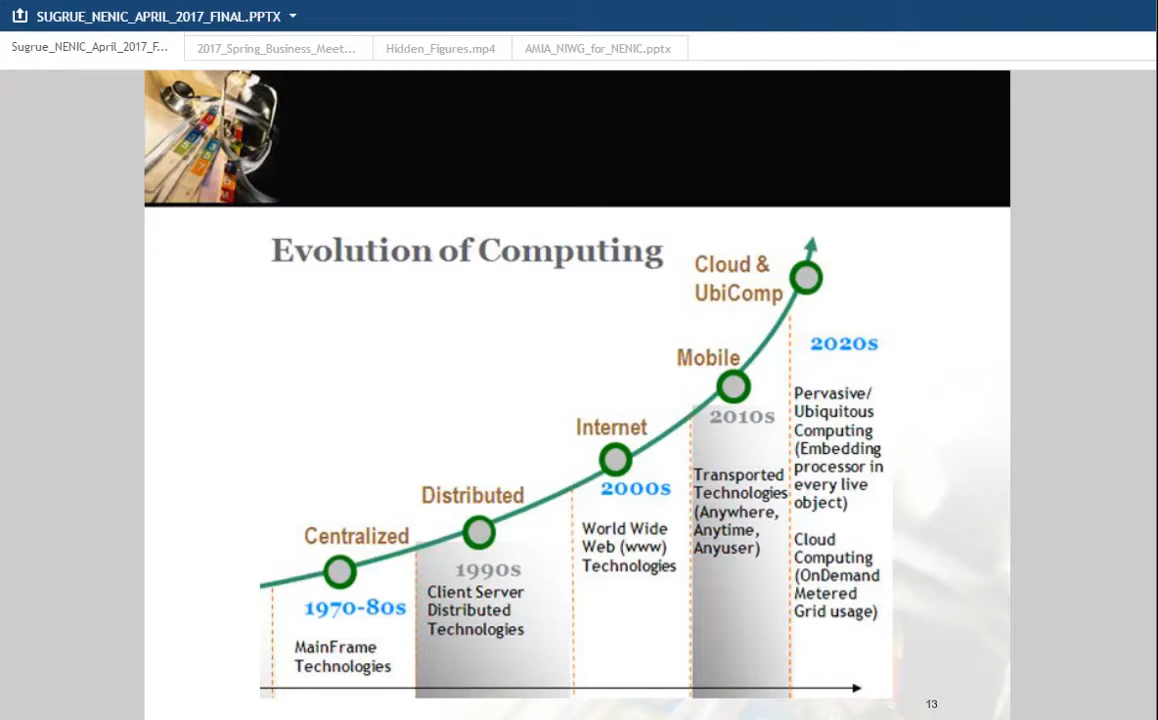 SUGRUE_NENIC_APRIL_2017_FINAL.PPTX
Sugrue_NENIC_April_2017_F...
2017_Spring_Business_Meet...
Hidden_Figures.mp4
AMIA_NIWG_for_NENIC.pptx
Evolution of Computing
Centralized
1970-80s
MainFrame
Technologies
Distributed
1990s
Client Server
Distributed
Technologies
Internet
2000s
World Wide
Web (www)
Technologies
Mobile
2010s
Transported
Technologies
(Anywhere,
Anytime,
Anyuser)
Cloud &
UbiComp
2020s
Pervasive/
Ubiquitous
Computing
(Embedding
processor in
every live
object)
Cloud
Computing
(OnDemand
Metered
Grid usage)
13